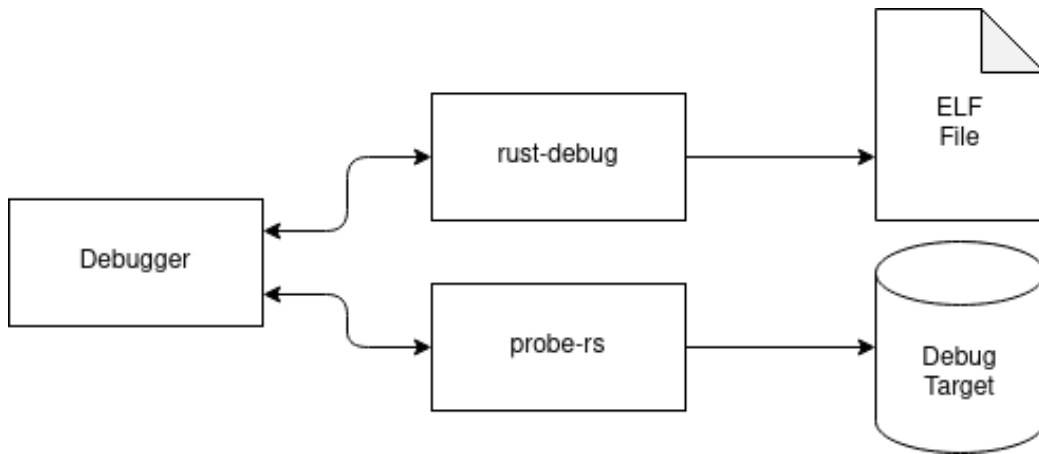 rust-debug
ELF
File
Debugger
probe-rs
Debug
Target